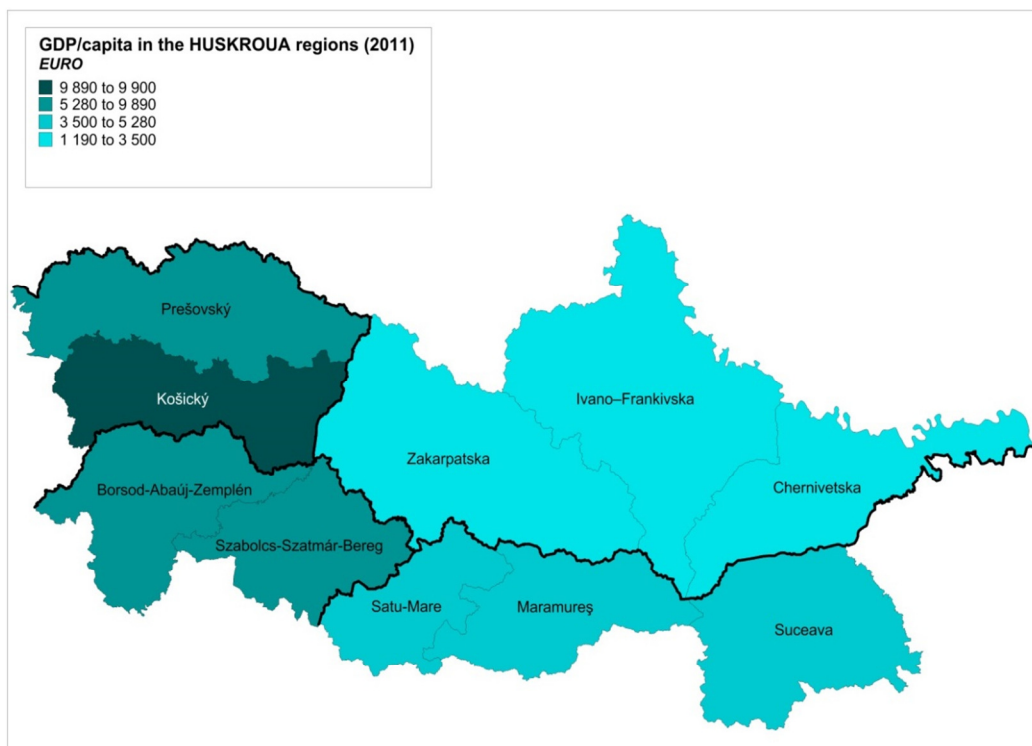 GDP/capita in the HUSKROUA regions (2011)
EURO
9 890 to 9 900
5 280 to 9 890
3 500 to 5 280
1 190 to 3 500
Prešovský
Košický
Ivano–Frankivska
Zakarpatska
Borsod-Abaúj-Zemplén
Chernivetska
Szabolcs-Szatmár-Bereg
Satu-Mare
Maramureş
Suceava